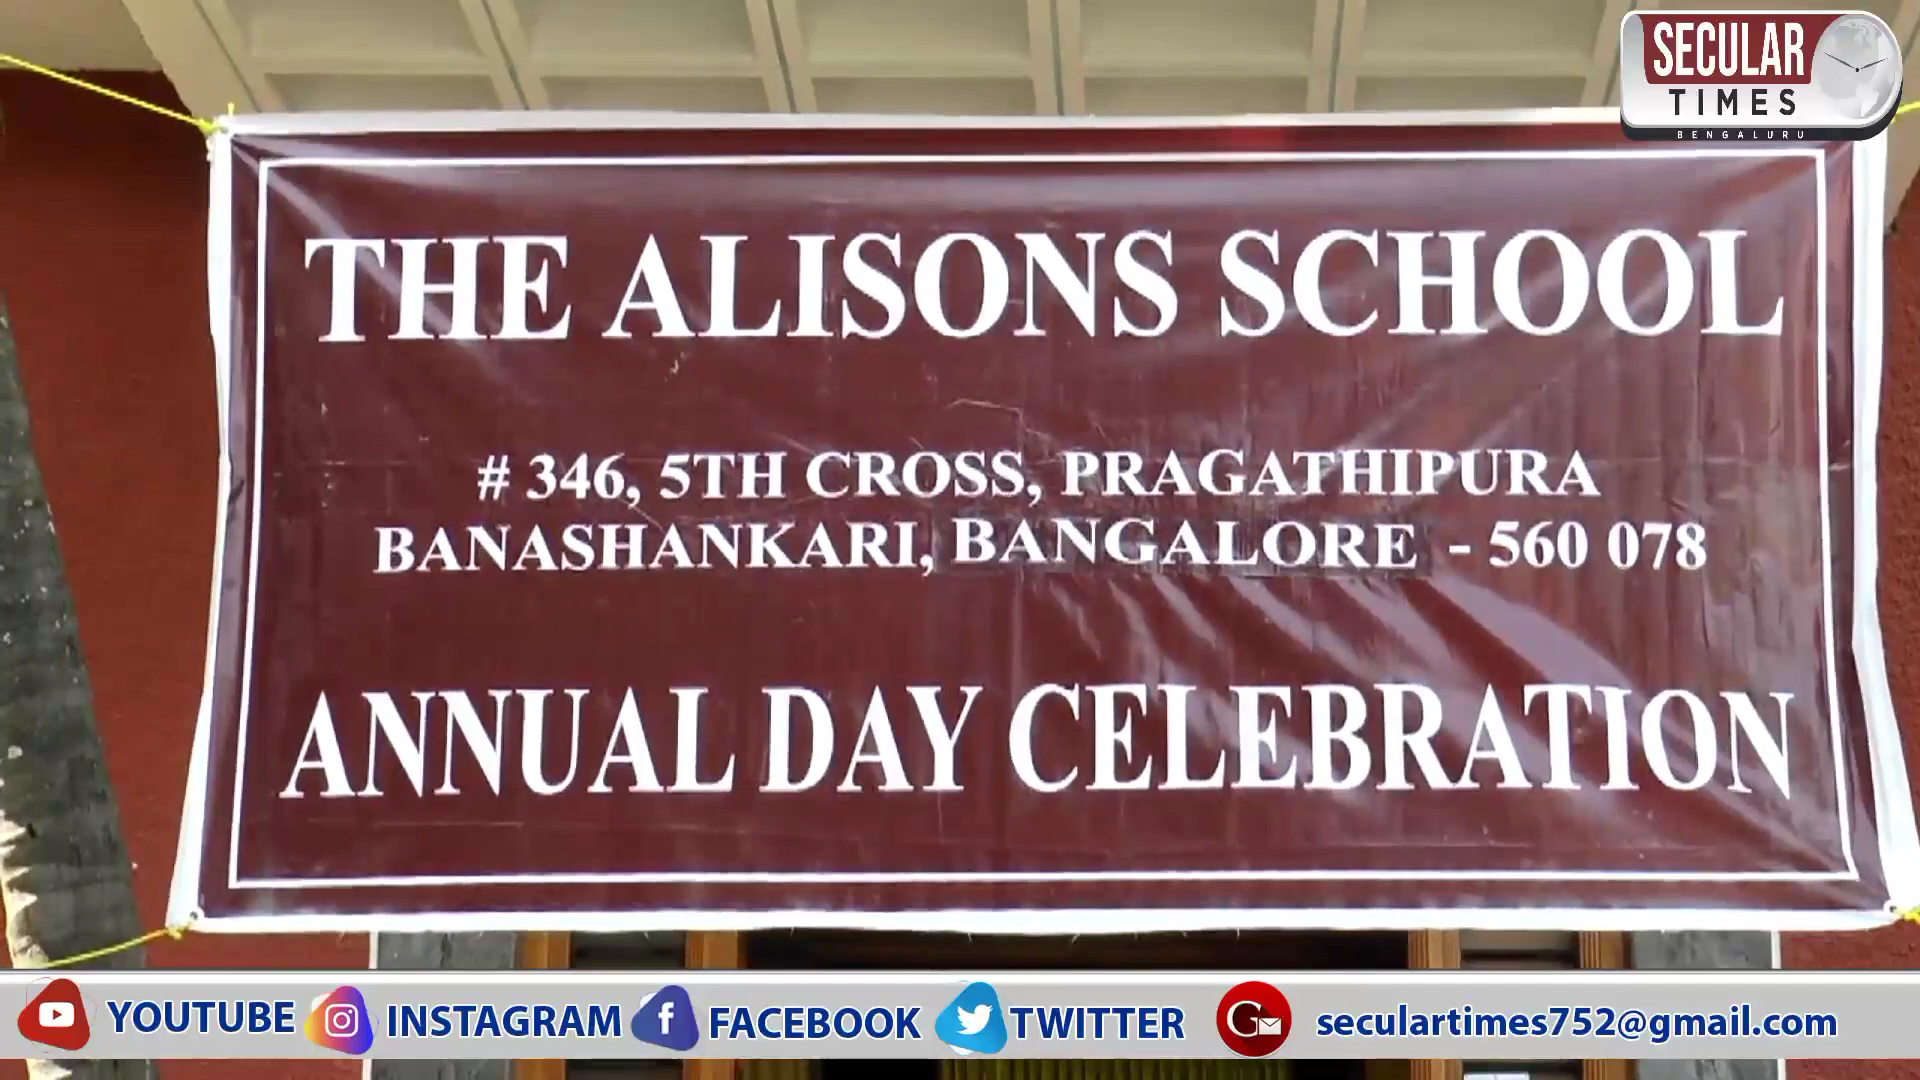 SECULAR
TIMES
BENGALURU
THE ALISONS SCHOOL
# 346, 5TH CROSS, PRAGATHIPURA
BANASHANKARI, BANGALORE - 560 078
ANNUAL DAY CELEBRATION
YOUTUBE INSTAGRAM FACEBOOK TWITTER seculartimes752@gmail.com